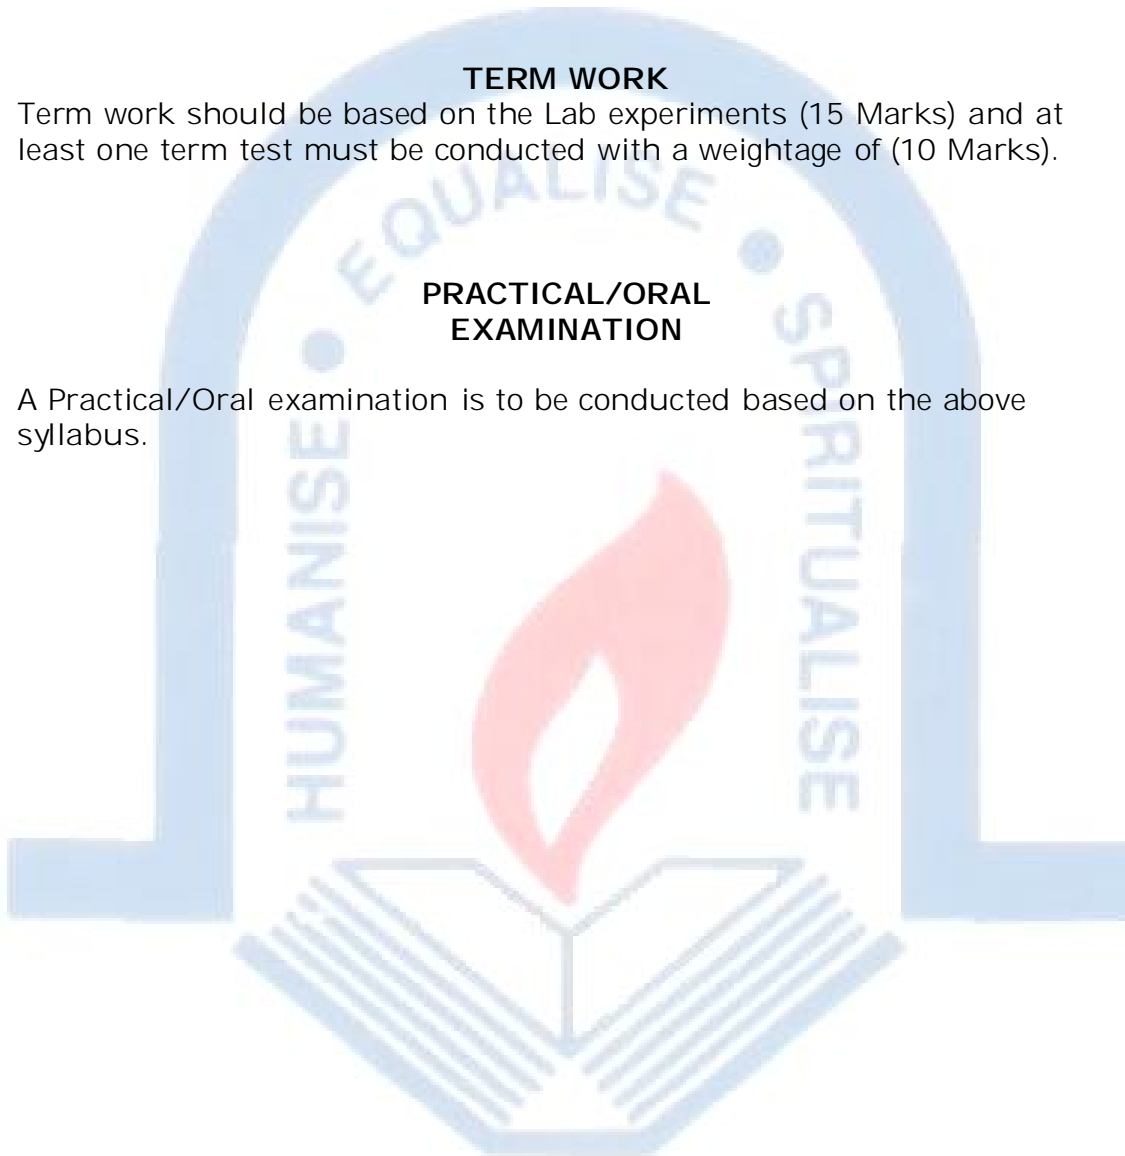 TERM WORK
Term work should be based on the Lab experiments (15 Marks) and at
least one term test must be conducted with a weightage of (10 Marks).
PRACTICAL/ORAL
EXAMINATION
A Practical/Oral examination is to be conducted based on the above
syllabus.
HUMANISE • EQUALISE • SPIRITUALISE